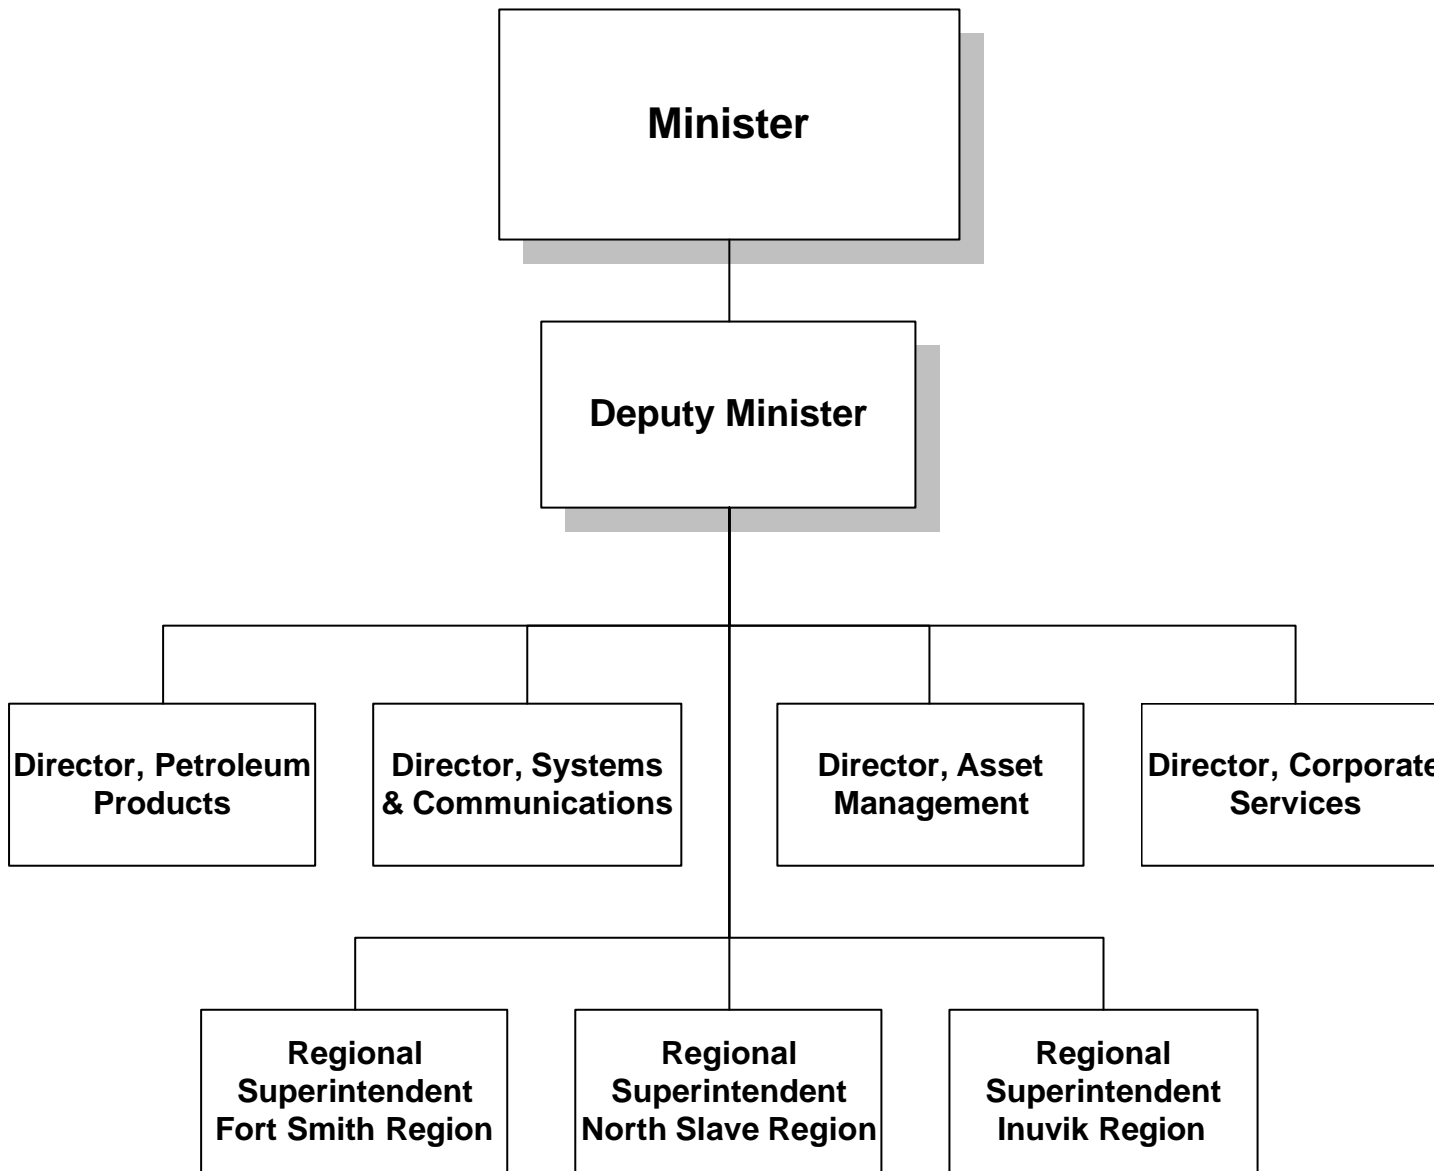 Minister
Deputy Minister
Director, Petroleum
Products
Director, Systems
& Communications
Director, Asset
Management
Director, Corporate
Services
Regional
Superintendent
Fort Smith Region
Regional
Superintendent
North Slave Region
Regional
Superintendent
Inuvik Region